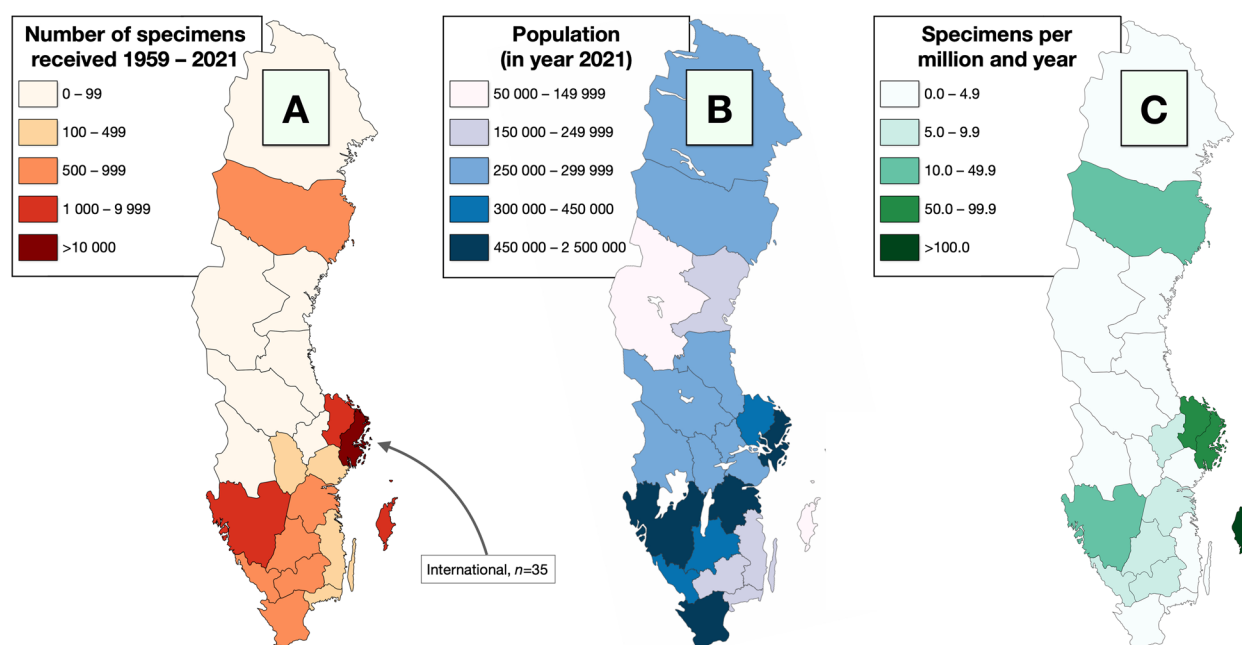 Number of specimens
received 1959 – 2021
0 – 99
100 – 499
500 – 999
1 000 – 9 999
>10 000
A
International, n=35
Population
(in year 2021)
50 000 – 149 999
150 000 – 249 999
250 000 – 299 999
300 000 – 450 000
450 000 – 2 500 000
B
Specimens per
million and year
0.0 – 4.9
5.0 – 9.9
10.0 – 49.9
50.0 – 99.9
>100.0
C